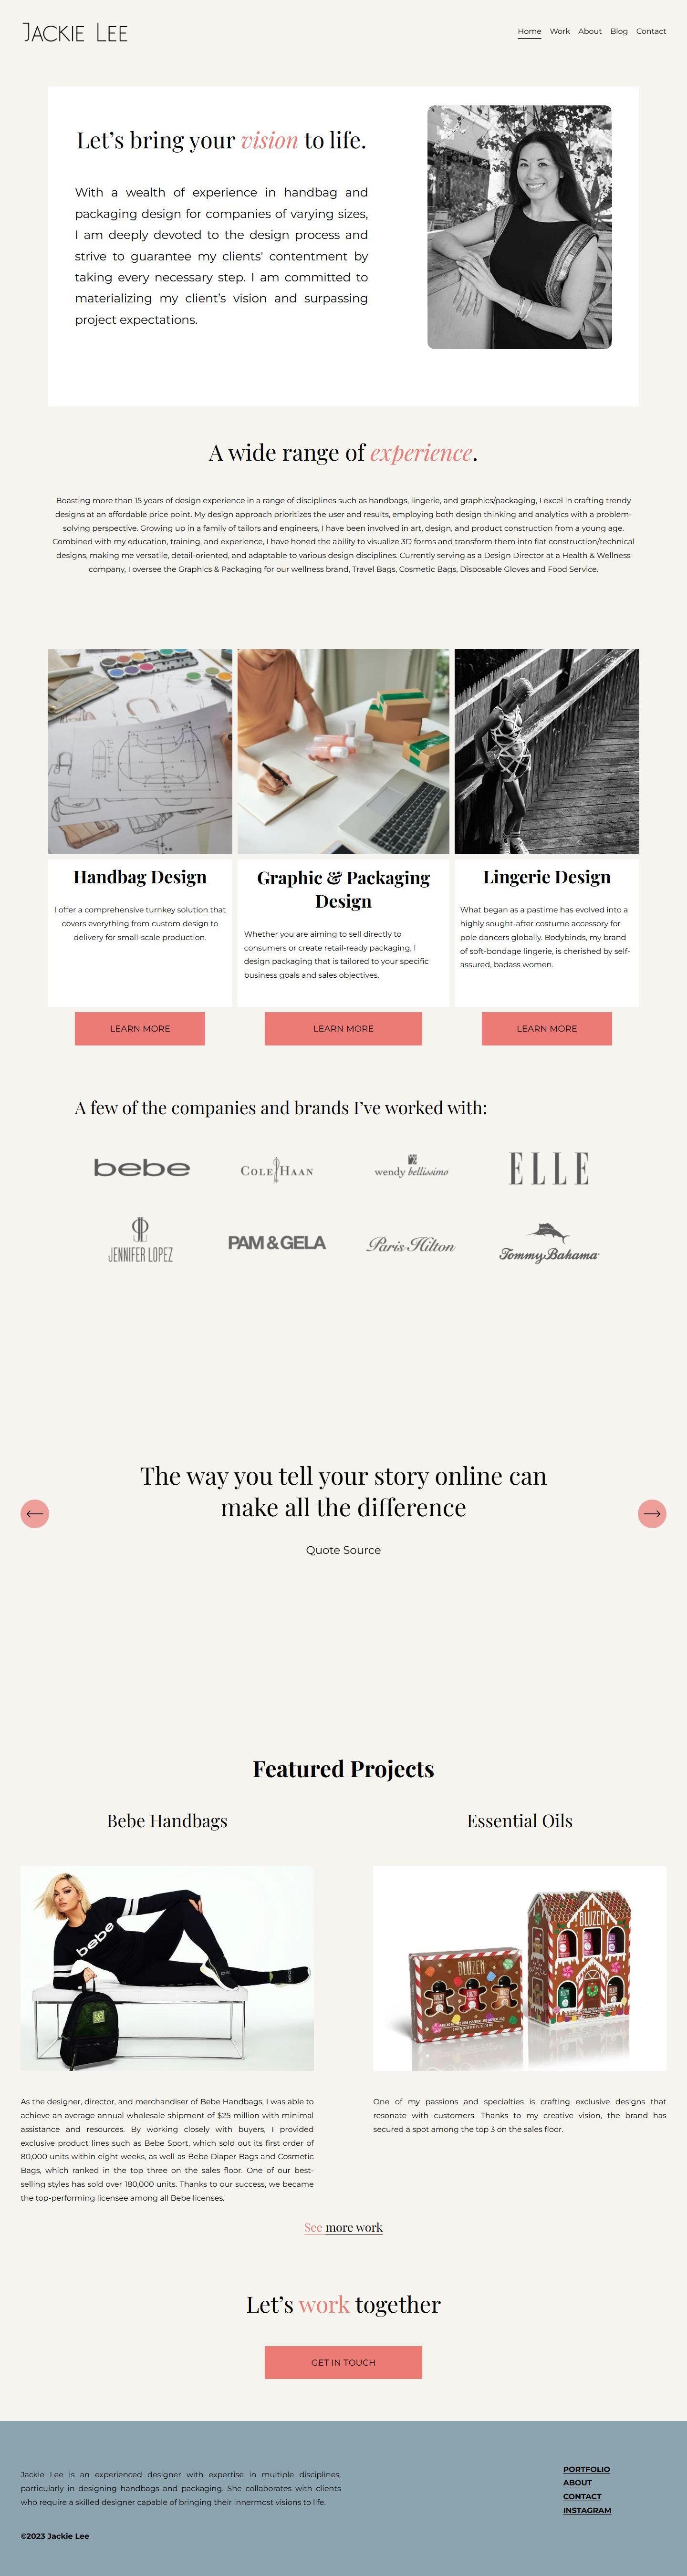 JACKIE LEE
Home Work About Blog Contact
Let’s bring your vision to life.
With a wealth of experience in handbag and
packaging design for companies of varying sizes,
I am deeply devoted to the design process and
strive to guarantee my clients' contentment by
taking every necessary step. I am committed to
materializing my client’s vision and surpassing
project expectations.
A wide range of experience.
Boasting more than 15 years of design experience in a range of disciplines such as handbags, lingerie, and graphics/packaging, I excel in crafting trendy
designs at an affordable price point. My design approach prioritizes the user and results, employing both design thinking and analytics with a problem-
solving perspective. Growing up in a family of tailors and engineers, I have been involved in art, design, and product construction from a young age.
Combined with my education, training, and experience, I have honed the ability to visualize 3D forms and transform them into flat construction/technical
designs, making me versatile, detail-oriented, and adaptable to various design disciplines. Currently serving as a Design Director at a Health & Wellness
company, I oversee the Graphics & Packaging for our wellness brand, Travel Bags, Cosmetic Bags, Disposable Gloves and Food Service.
Handbag Design
I offer a comprehensive turnkey solution that
covers everything from custom design to
delivery for small-scale production.
LEARN MORE
Graphic & Packaging
Design
Whether you are aiming to sell directly to
consumers or create retail-ready packaging, I
design packaging that is tailored to your specific
business goals and sales objectives.
LEARN MORE
Lingerie Design
What began as a pastime has evolved into a
highly sought-after costume accessory for
pole dancers globally. Bodybinds, my brand
of soft-bondage lingerie, is cherished by self-
assured, badass women.
LEARN MORE
A few of the companies and brands I’ve worked with:
bebe
COLE HAAN
wendy bellissimo
ELLE
JENNIFER LOPEZ
PAM & GELA
Paris Hilton
Tommy Bahama
The way you tell your story online can
make all the difference
Quote Source
Featured Projects
Bebe Handbags
bebe
As the designer, director, and merchandiser of Bebe Handbags, I was able to
achieve an average annual wholesale shipment of $25 million with minimal
assistance and resources. By working closely with buyers, I provided
exclusive product lines such as Bebe Sport, which sold out its first order of
80,000 units within eight weeks, as well as Bebe Diaper Bags and Cosmetic
Bags, which ranked in the top three on the sales floor. One of our best-
selling styles has sold over 180,000 units. Thanks to our success, we became
the top-performing licensee among all Bebe licenses.
Essential Oils
BLUZEN
BLUZEN
One of my passions and specialties is crafting exclusive designs that
resonate with customers. Thanks to my creative vision, the brand has
secured a spot among the top 3 on the sales floor.
See more work
Let’s work together
GET IN TOUCH
Jackie Lee is an experienced designer with expertise in multiple disciplines,
particularly in designing handbags and packaging. She collaborates with clients
who require a skilled designer capable of bringing their innermost visions to life.
©2023 Jackie Lee
PORTFOLIO
ABOUT
CONTACT
INSTAGRAM